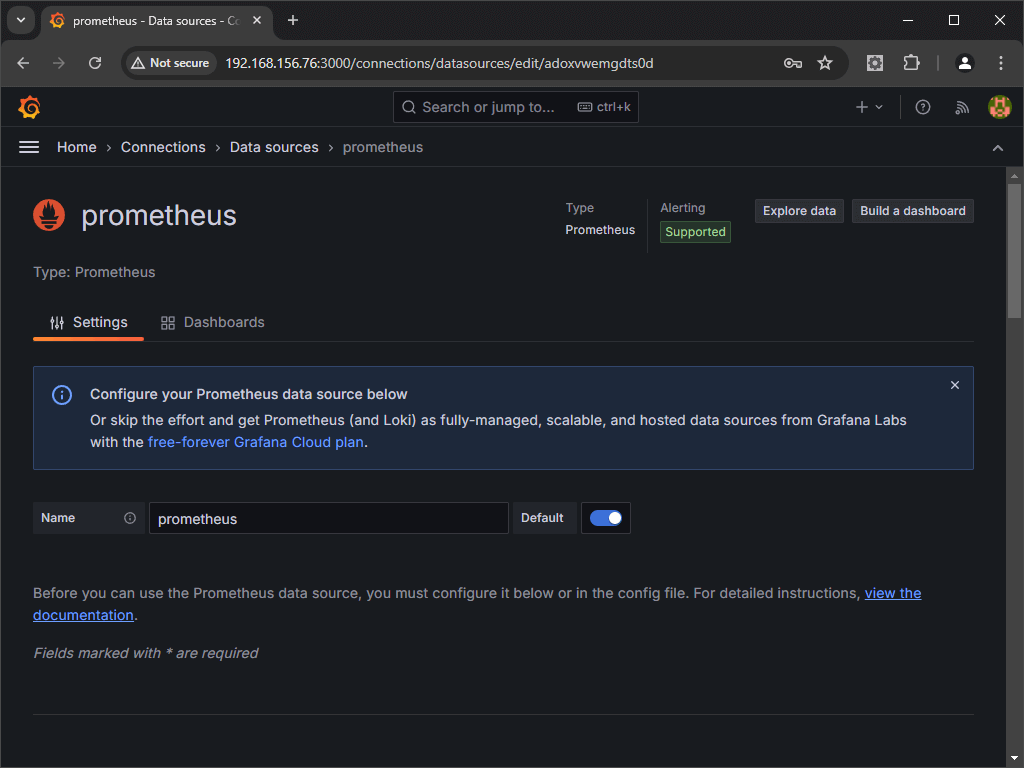 prometheus - Data sources - Co
Not secure
192.168.156.76:3000/connections/datasources/edit/adoxvwemgdts0d
Search or jump to... ctrl+k
Home › Connections › Data sources › prometheus
prometheus
Type
Prometheus
Alerting
Supported
Explore data
Build a dashboard
Type: Prometheus
Settings
Dashboards
Configure your Prometheus data source below
Or skip the effort and get Prometheus (and Loki) as fully-managed, scalable, and hosted data sources from Grafana Labs
with the free-forever Grafana Cloud plan.
Name
prometheus
Default
Before you can use the Prometheus data source, you must configure it below or in the config file. For detailed instructions, view the
documentation.
Fields marked with * are required